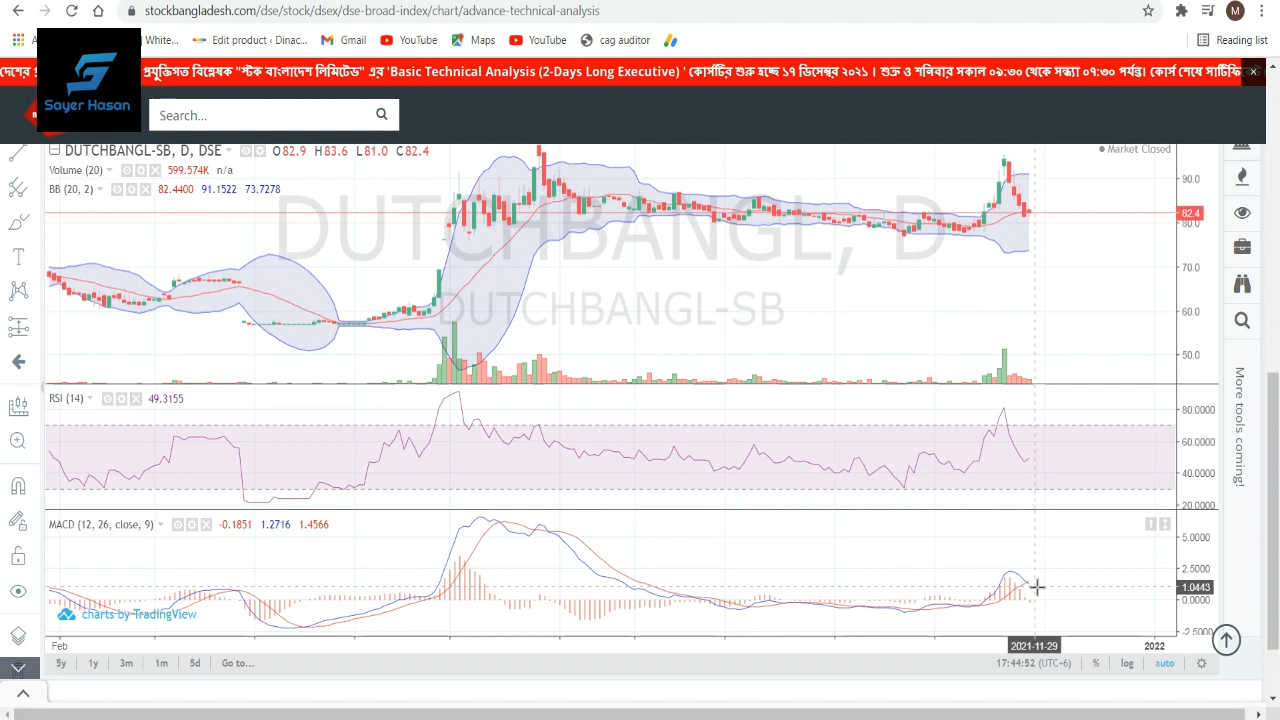 stockbangladesh.com/dse/stock/dsex/dse-broad-index/chart/advance-technical-analysis
M
White... Edit product ‹ Dinac... Gmail YouTube Maps YouTube cag auditor Reading list
দেশের প্রযুক্তিগত বিশ্লেষক "স্টক বাংলাদেশ লিমিটেড" এর 'Basic Technical Analysis (2-Days Long Executive) ' কোর্সটির শুরু হচ্ছে ১৭ ডিসেম্বর ২০২১ । শুক্র ও শনিবার সকাল ০৯:৩০ থেকে সন্ধ্যা ০৭:৩০ পর্যন্ত। কোর্স শেষে
Sayer Hasan
Search...
DUTCHBANGL-SB, D, DSE O82.9 H83.6 L81.0 C82.4
Market Closed
Volume (20) 599.574K n/a
BB (20, 2) 82.4400 91.1522 73.7278
DUTCHBANGL, D
DUTCHBANGL-SB
90.0
82.4
80.0
70.0
60.0
50.0
RSI (14) 49.3155
80.0000
60.0000
40.0000
20.0000
MACD (12, 26, close, 9) -0.1851 1.2716 1.4566
5.0000
2.5000
1.0443
0.0000
-2.5000
charts by TradingView
Feb 2021-11-29 2022
5y 1y 3m 1m 5d Go to... 17:44:52 (UTC+6) % log auto
More tools coming!